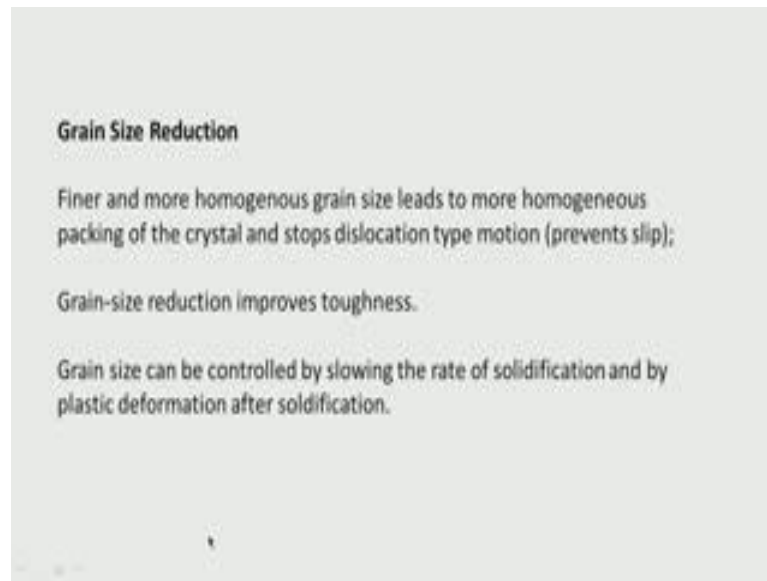 Grain Size Reduction
Finer and more homogenous grain size leads to more homogeneous
packing of the crystal and stops dislocation type motion (prevents slip);
Grain-size reduction improves toughness.
Grain size can be controlled by slowing the rate of solidification and by
plastic deformation after soldification.